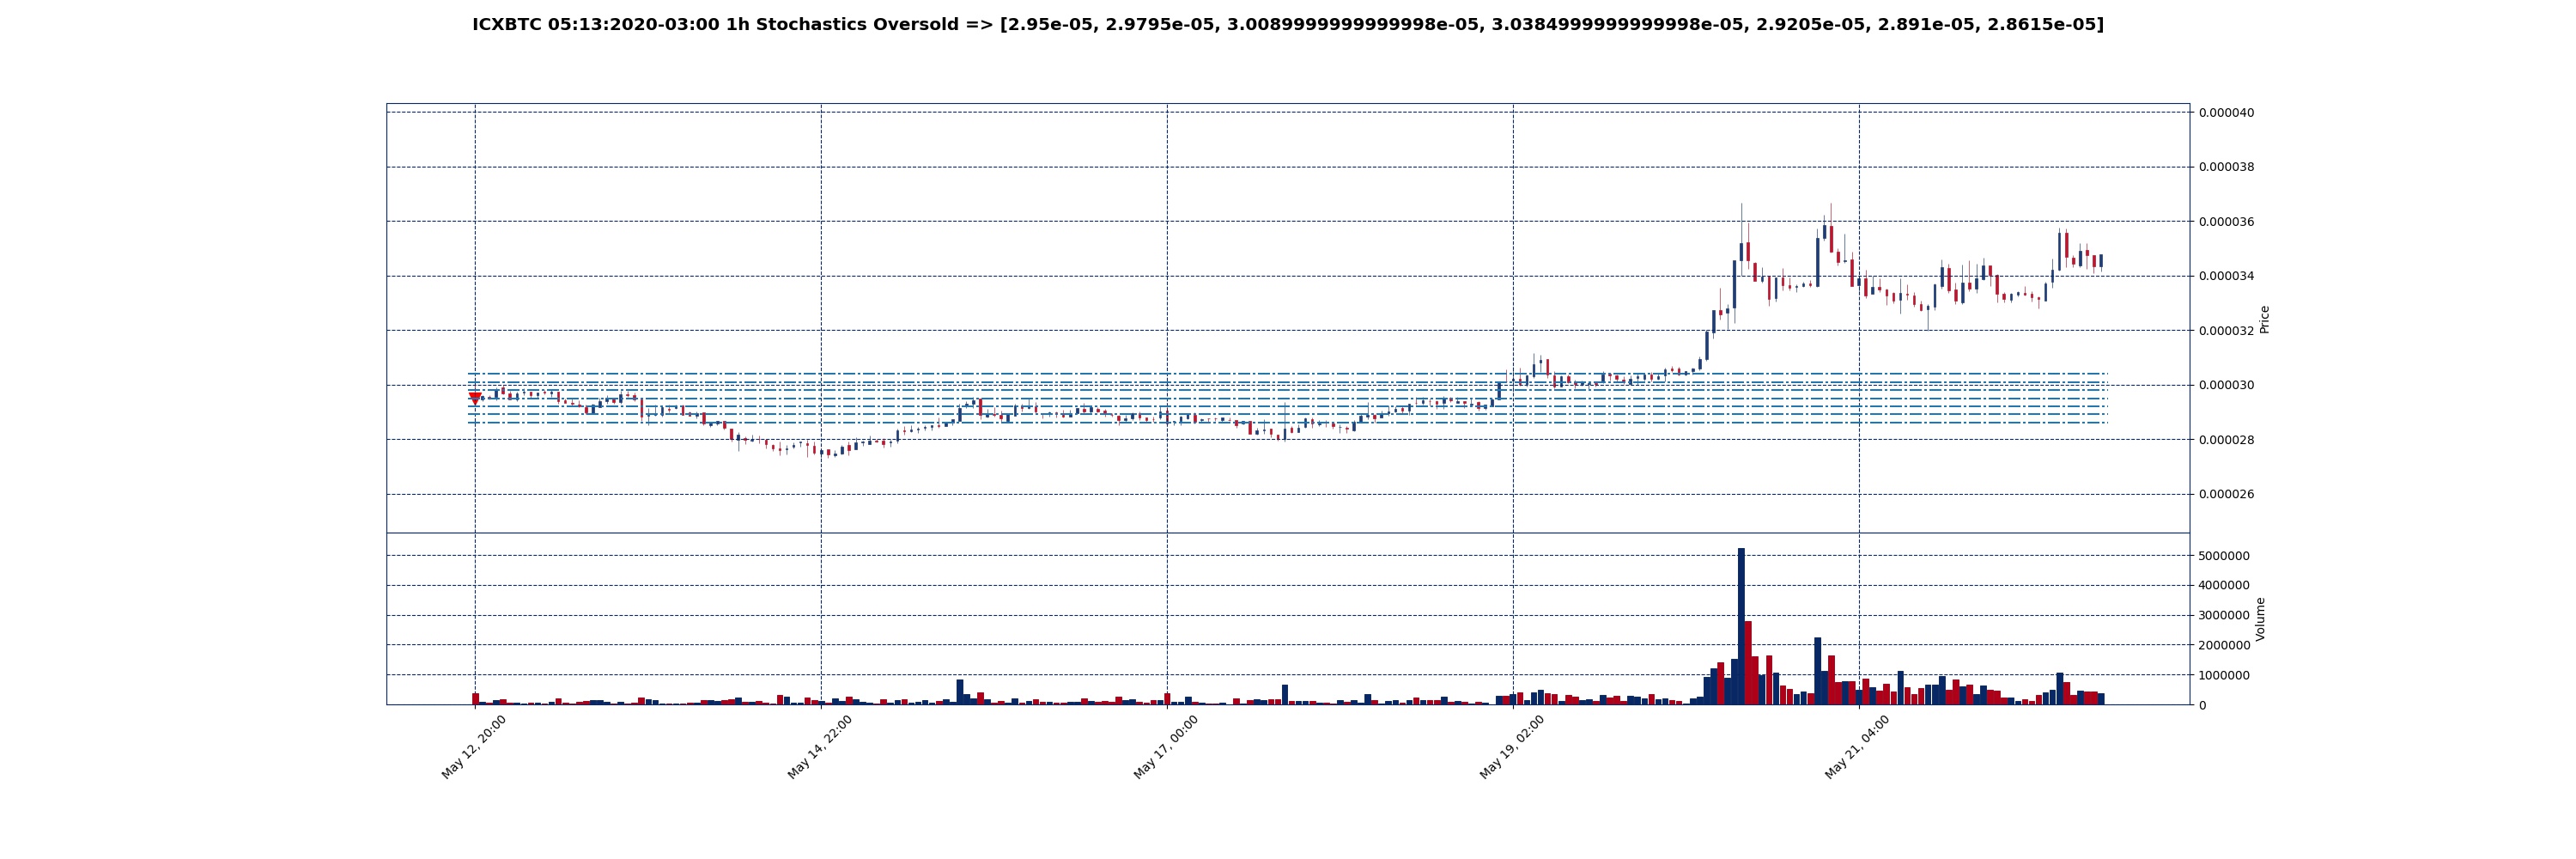 ICXBTC 05:13:2020-03:00 1h Stochastics Oversold => [2.95e-05, 2.9795e-05, 3.0089999999999998e-05, 3.0384999999999998e-05, 2.9205e-05, 2.891e-05, 2.8615e-05]
0.000040
0.000038
0.000036
0.000034
0.000032
0.000030
0.000028
0.000026
Price
5000000
4000000
3000000
2000000
1000000
0
Volume
May 12, 20:00
May 14, 22:00
May 17, 00:00
May 19, 02:00
May 21, 04:00